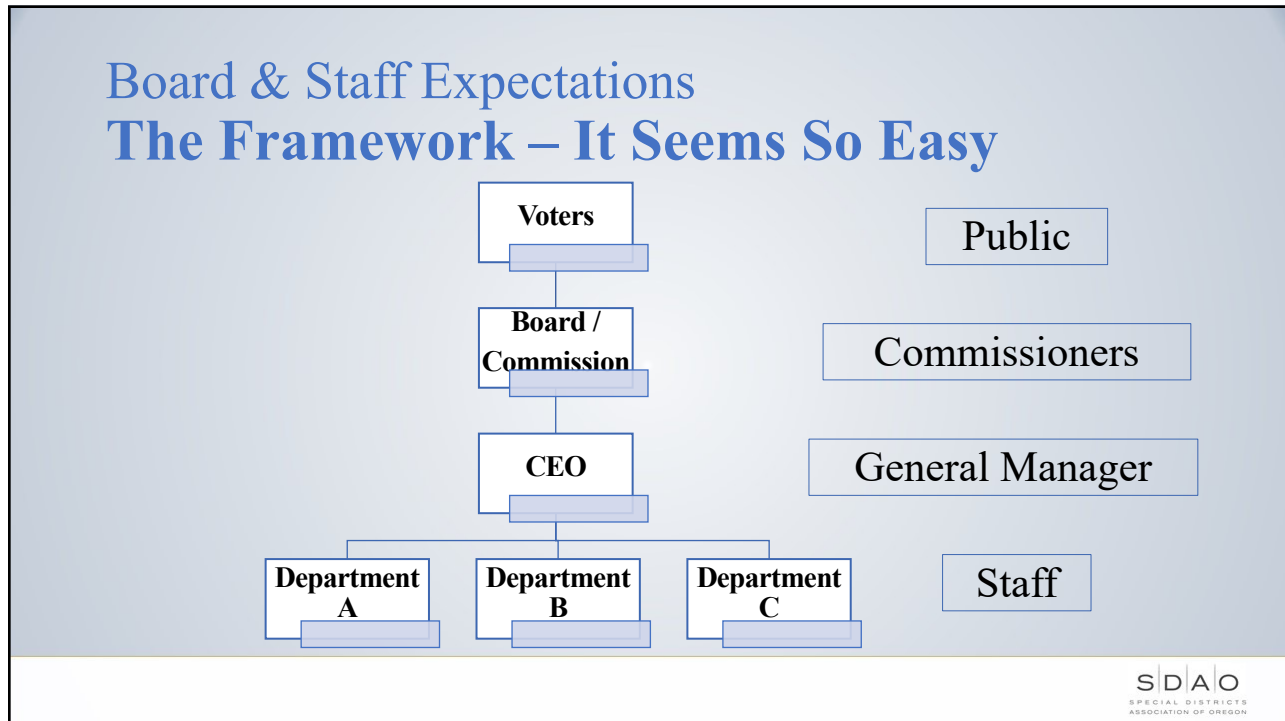 Board & Staff Expectations
The Framework – It Seems So Easy
Voters
Public
Board /
Commission
Commissioners
CEO
General Manager
Department
A
Department
B
Department
C
Staff
SDAO
SPECIAL DISTRICTS
ASSOCIATION OF OREGON